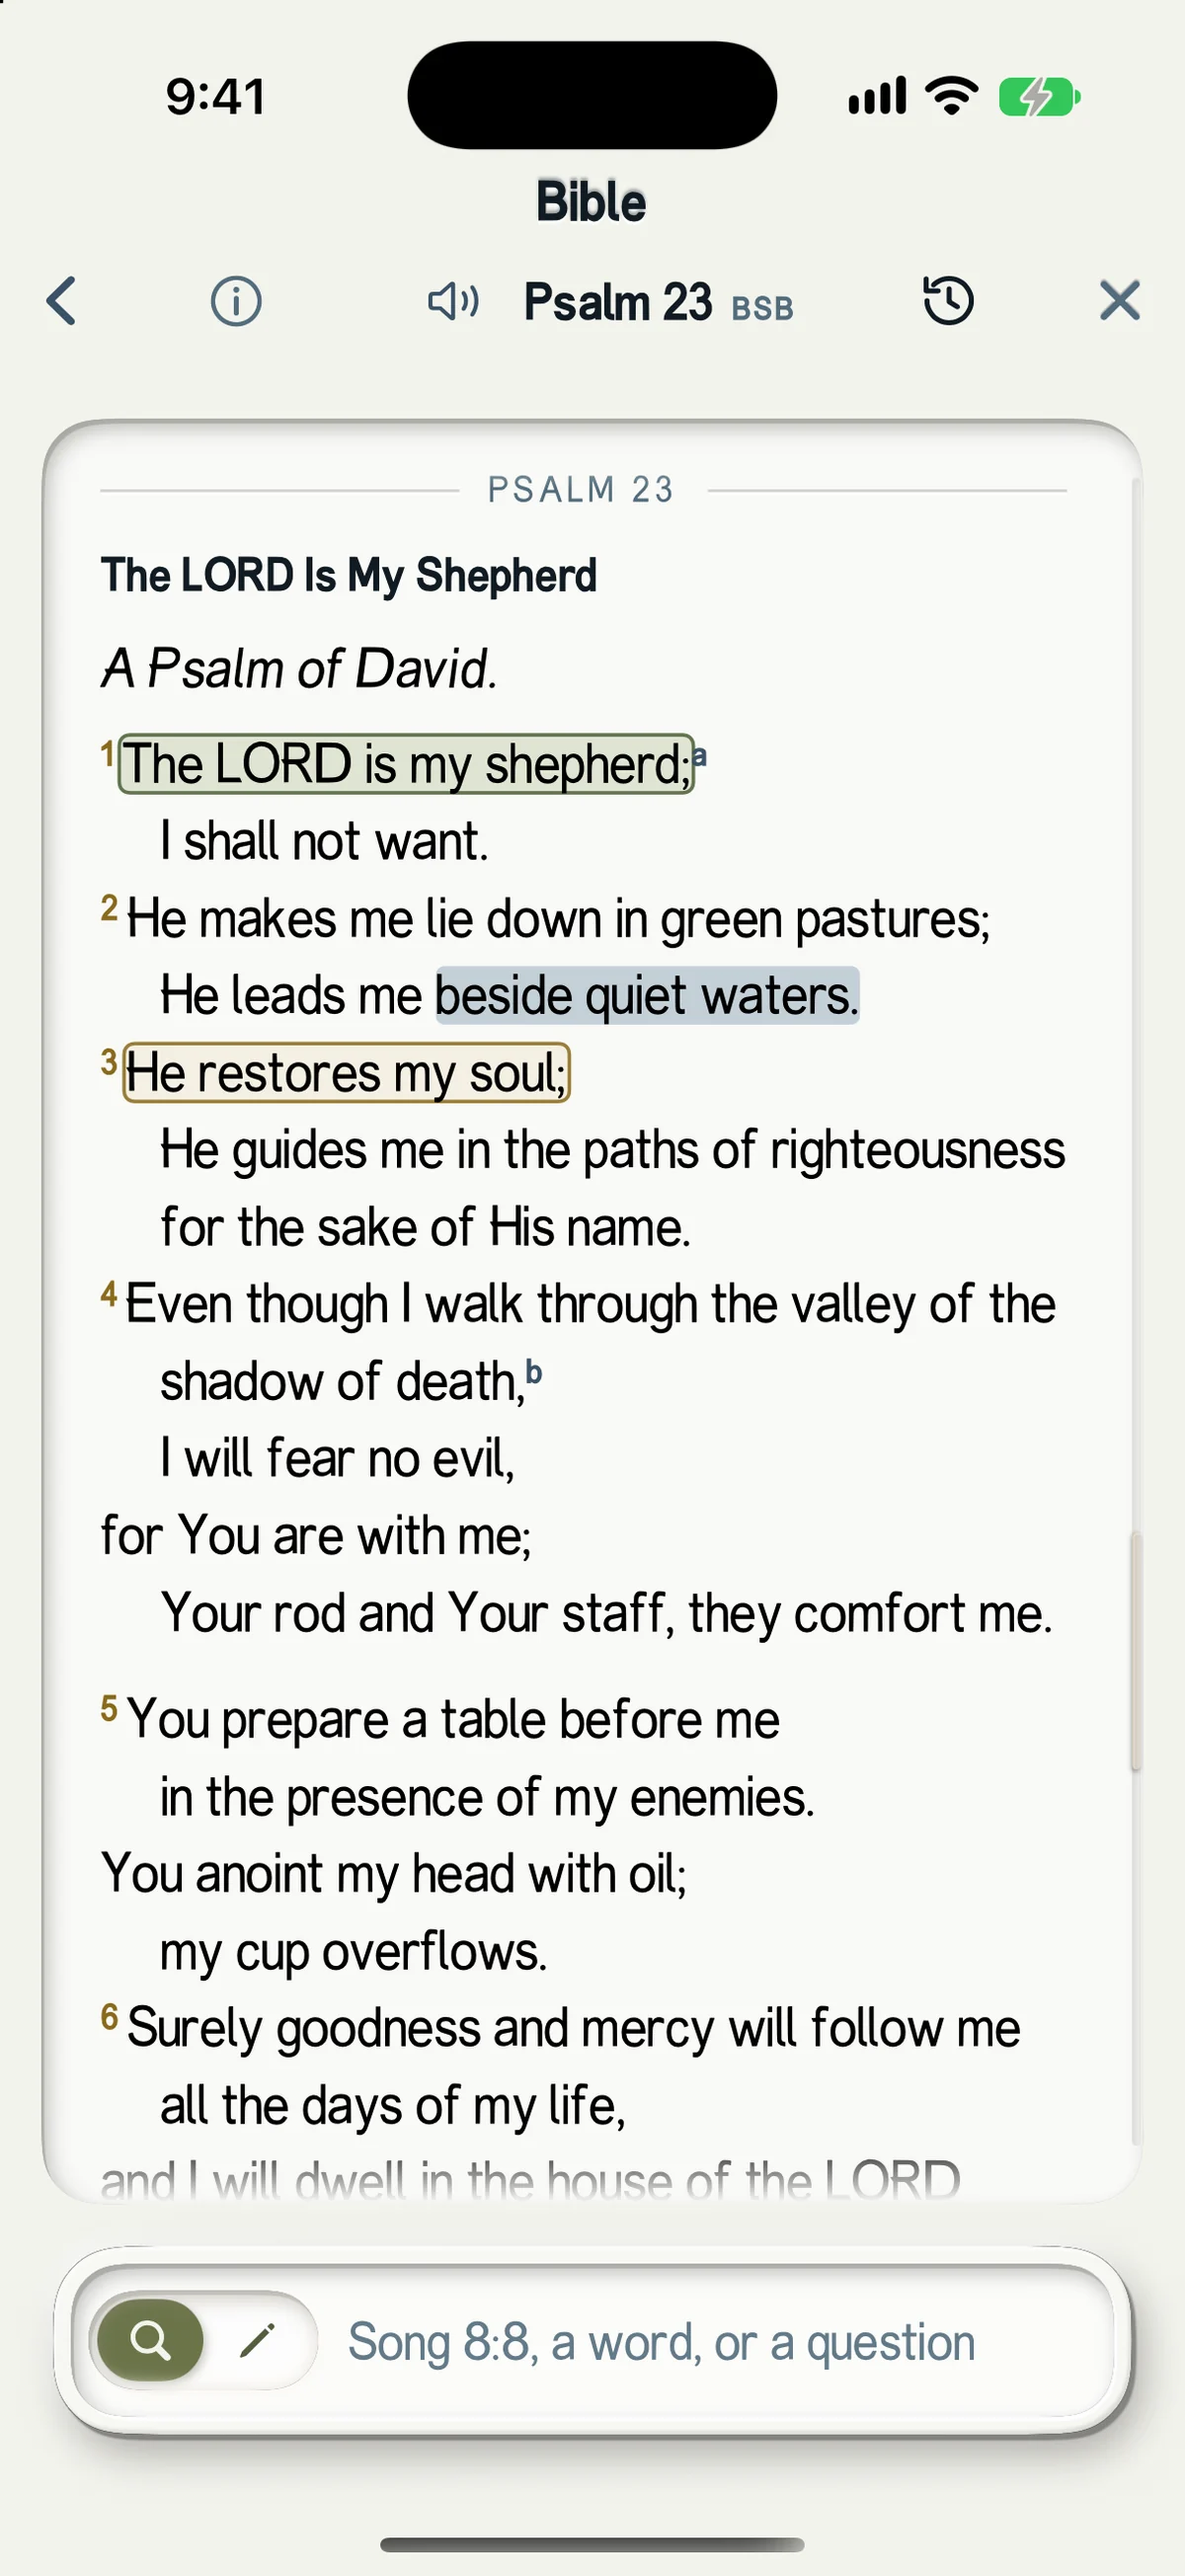 9:41
Bible
Psalm 23 BSB
PSALM 23
The LORD Is My Shepherd
A Psalm of David.
1 The LORD is my shepherd;a
I shall not want.
2 He makes me lie down in green pastures;
He leads me beside quiet waters.
3 He restores my soul;
He guides me in the paths of righteousness
for the sake of His name.
4 Even though I walk through the valley of the
shadow of death,b
I will fear no evil,
for You are with me;
Your rod and Your staff, they comfort me.
5 You prepare a table before me
in the presence of my enemies.
You anoint my head with oil;
my cup overflows.
6 Surely goodness and mercy will follow me
all the days of my life,
and I will dwell in the house of the LORD
Song 8:8, a word, or a question